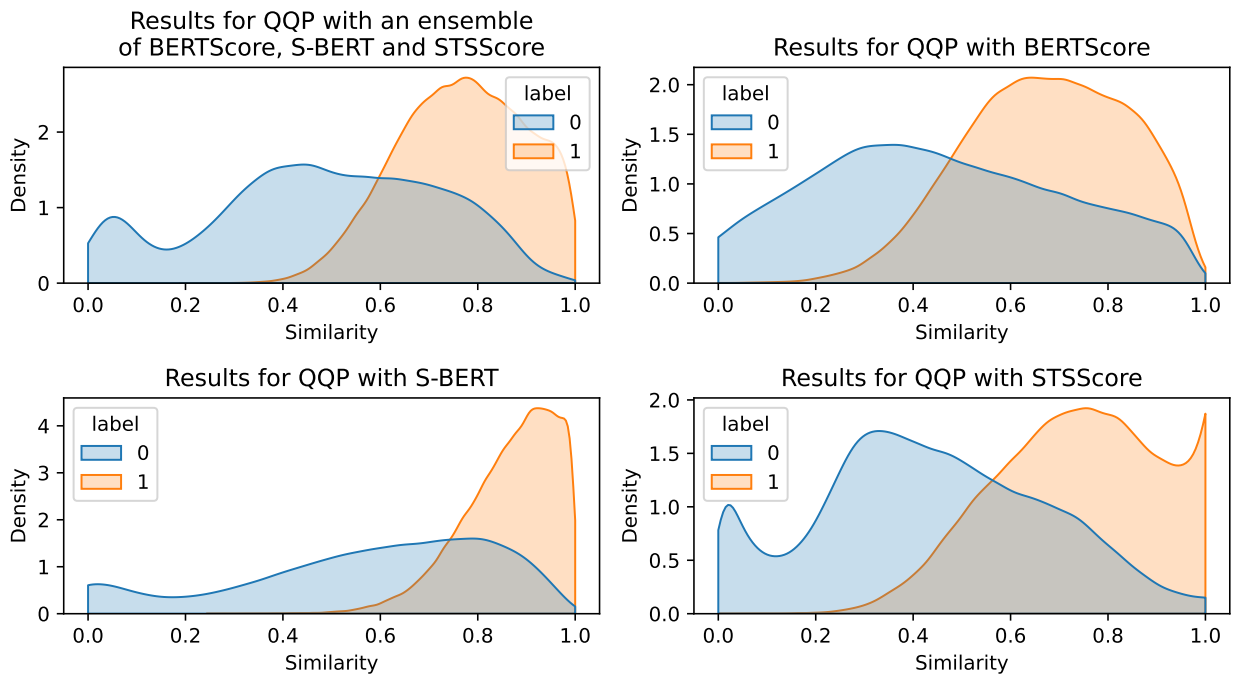 Results for QQP with an ensemble
of BERTScore, S-BERT and STSScore
label
0
1
Density
2
1
0
0.0 0.2 0.4 0.6 0.8 1.0
Similarity
Results for QQP with BERTScore
label
0
1
Density
2.0
1.5
1.0
0.5
0.0
0.0 0.2 0.4 0.6 0.8 1.0
Similarity
Results for QQP with S-BERT
label
0
1
Density
4
3
2
1
0
0.0 0.2 0.4 0.6 0.8 1.0
Similarity
Results for QQP with STSScore
label
0
1
Density
2.0
1.5
1.0
0.5
0.0
0.0 0.2 0.4 0.6 0.8 1.0
Similarity